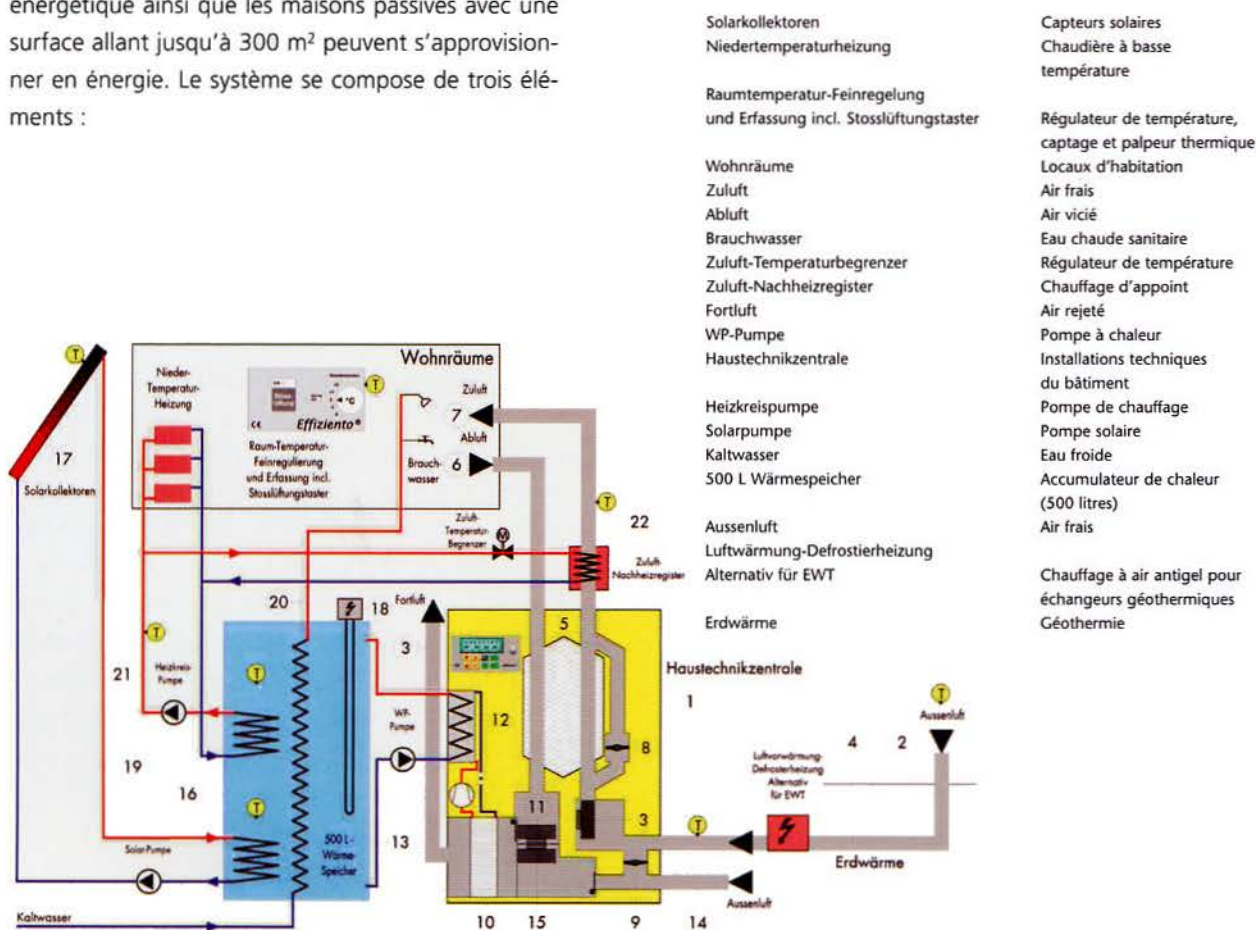 énergétique ainsi que les maisons passives avec une
surface allant jusqu'à 300 m² peuvent s'approvision-
ner en énergie. Le système se compose de trois élé-
ments :
Solarkollektoren
Niedertemperaturheizung
Raumtemperatur-Feinregelung
und Erfassung incl. Stosslüftungstaster
Wohnräume
Zuluft
Abluft
Brauchwasser
Zuluft-Temperaturbegrenzer
Zuluft-Nachheizregister
Fortluft
WP-Pumpe
Haustechnikzentrale
Heizkreispumpe
Solarpumpe
Kaltwasser
500 L Wärmespeicher
Aussenluft
Luftwärmung-Defrostierheizung
Alternativ für EWT
Erdwärme
Capteurs solaires
Chaudière à basse
température
Régulateur de température,
captage et palpeur thermique
Locaux d'habitation
Air frais
Air vicié
Eau chaude sanitaire
Régulateur de température
Chauffage d'appoint
Air rejeté
Pompe à chaleur
Installations techniques
du bâtiment
Pompe de chauffage
Pompe solaire
Eau froide
Accumulateur de chaleur
(500 litres)
Air frais
Chauffage à air antigel pour
échangeurs géothermiques
Géothermie
T
17
Solarkollektoren
Wohnräume
Nieder-
Temperatur-
Heizung
°C
T
CE
Effiziento®
Raum-Temperatur-
Feinregulierung
und Erfassung incl.
Stosslüftungstaster
Zuluft
7
Abluft
6
Brauch-
wasser
Zuluft-
Temperatur-
Begrenzer
M
T
22
Zuluft-
Nachheizregister
20
18
Fortluft
3
5
T
21
Heizkreis-
Pumpe
T
WP-
Pumpe
12
Haustechnikzentrale
1
8
19
16
T
11
3
13
Solar-Pumpe
500 L-
Wärme-
Speicher
Kaltwasser
10
15
9
14
T
T
Aussenluft
4
2
Luftvorwärmung-
Defrosterheizung
Alternativ
für EWT
Erdwärme
Aussenluft